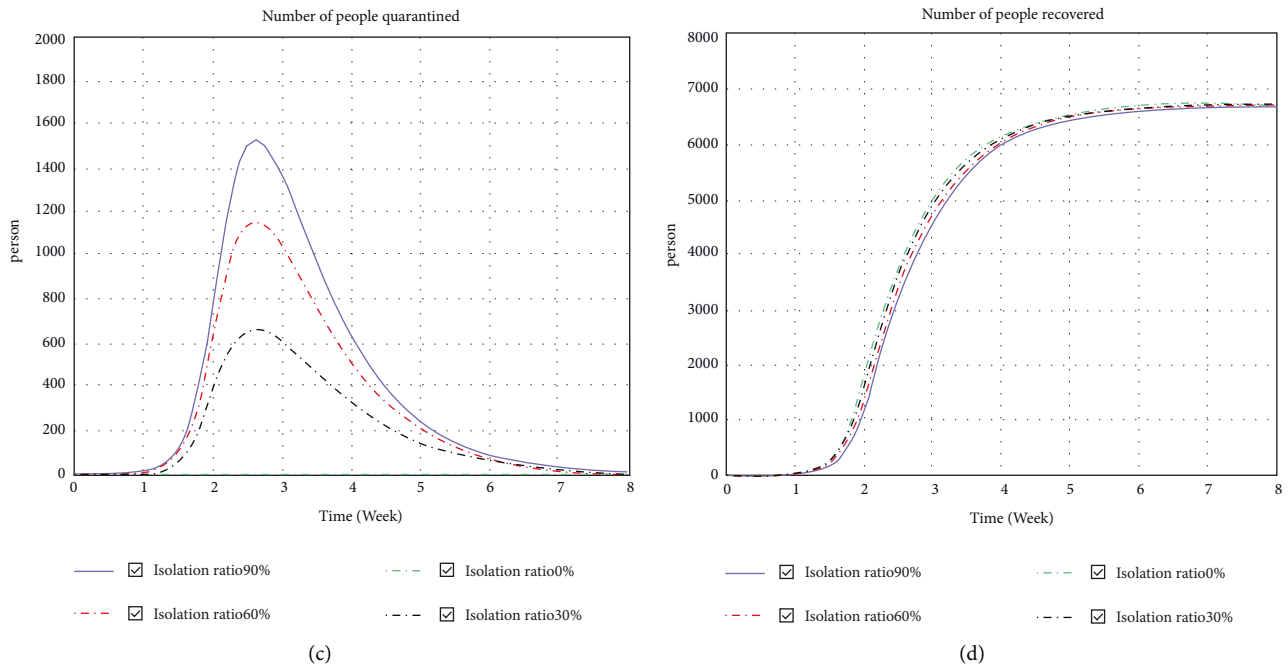 Number of people quarantined
2000
1800
1600
1400
1200
1000
800
600
400
200
0
person
0 1 2 3 4 5 6 7 8
Time (Week)
Isolation ratio90%
Isolation ratio0%
Isolation ratio60%
Isolation ratio30%
(c)
Number of people recovered
8000
7000
6000
5000
4000
3000
2000
1000
0
person
0 1 2 3 4 5 6 7 8
Time (Week)
Isolation ratio90%
Isolation ratio0%
Isolation ratio60%
Isolation ratio30%
(d)